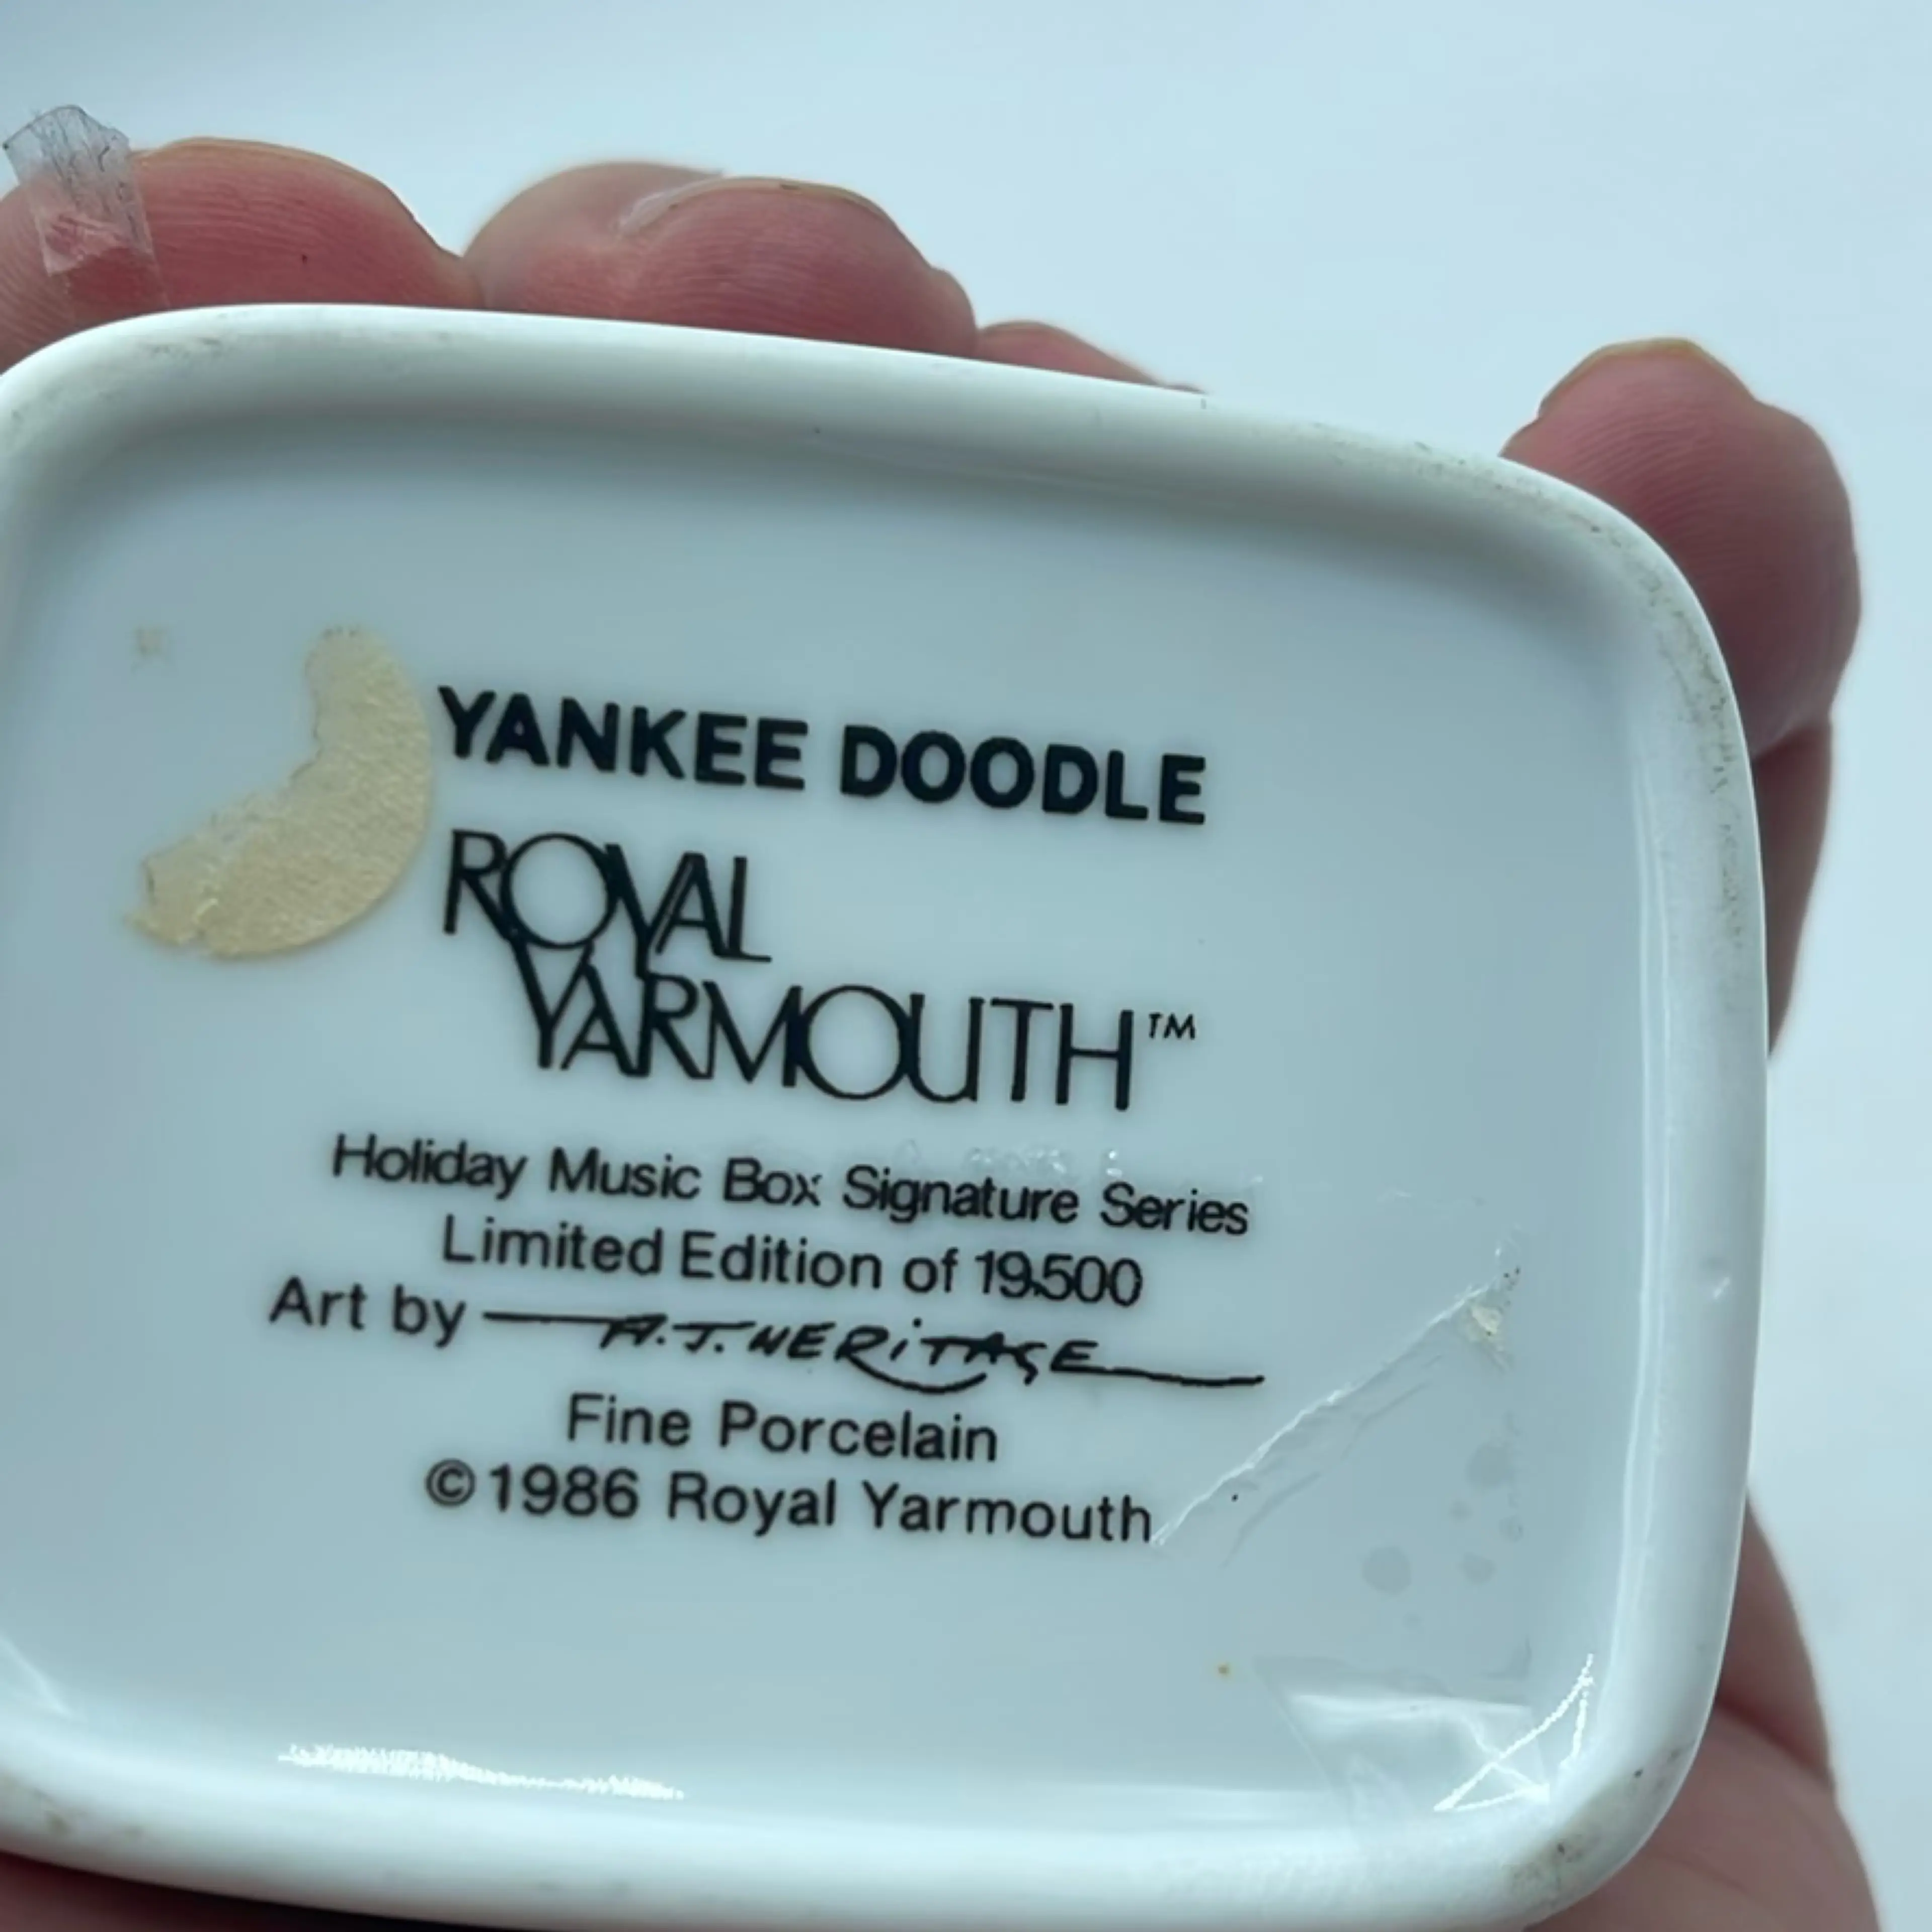 YANKEE DOODLE
ROYAL
YARMOUTH™
Holiday Music Box Signature Series
Limited Edition of 19,500
Art by A.J. HERITAGE
Fine Porcelain
©1986 Royal Yarmouth